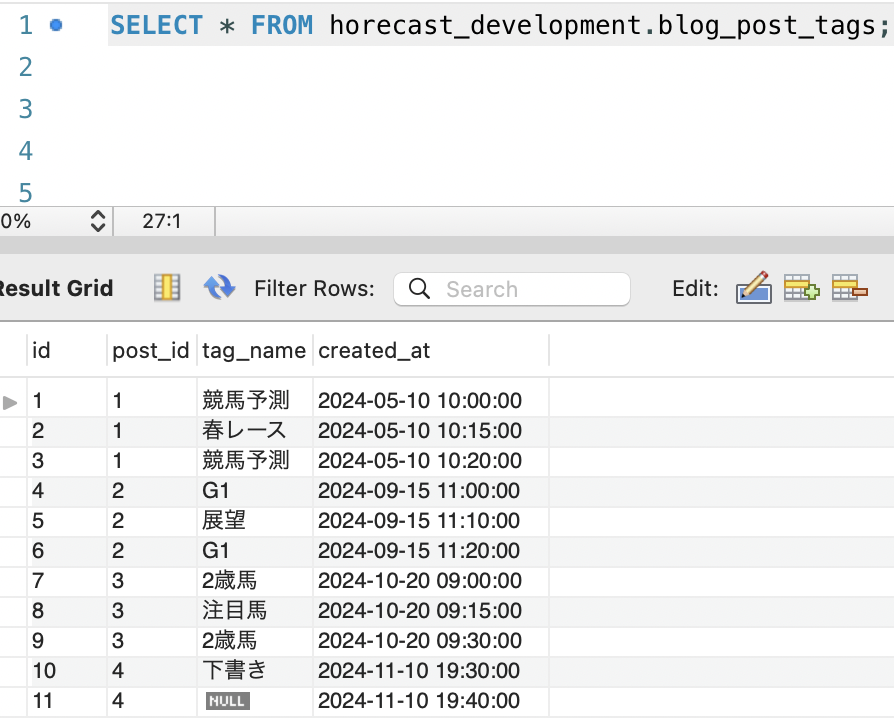 1 SELECT * FROM horecast_development.blog_post_tags;
2
3
4
5
0% 27:1
Result Grid Filter Rows: Search Edit:
id post_id tag_name created_at
1 1 競馬予測 2024-05-10 10:00:00
2 1 春レース 2024-05-10 10:15:00
3 1 競馬予測 2024-05-10 10:20:00
4 2 G1 2024-09-15 11:00:00
5 2 展望 2024-09-15 11:10:00
6 2 G1 2024-09-15 11:20:00
7 3 2歳馬 2024-10-20 09:00:00
8 3 注目馬 2024-10-20 09:15:00
9 3 2歳馬 2024-10-20 09:30:00
10 4 下書き 2024-11-10 19:30:00
11 4 NULL 2024-11-10 19:40:00